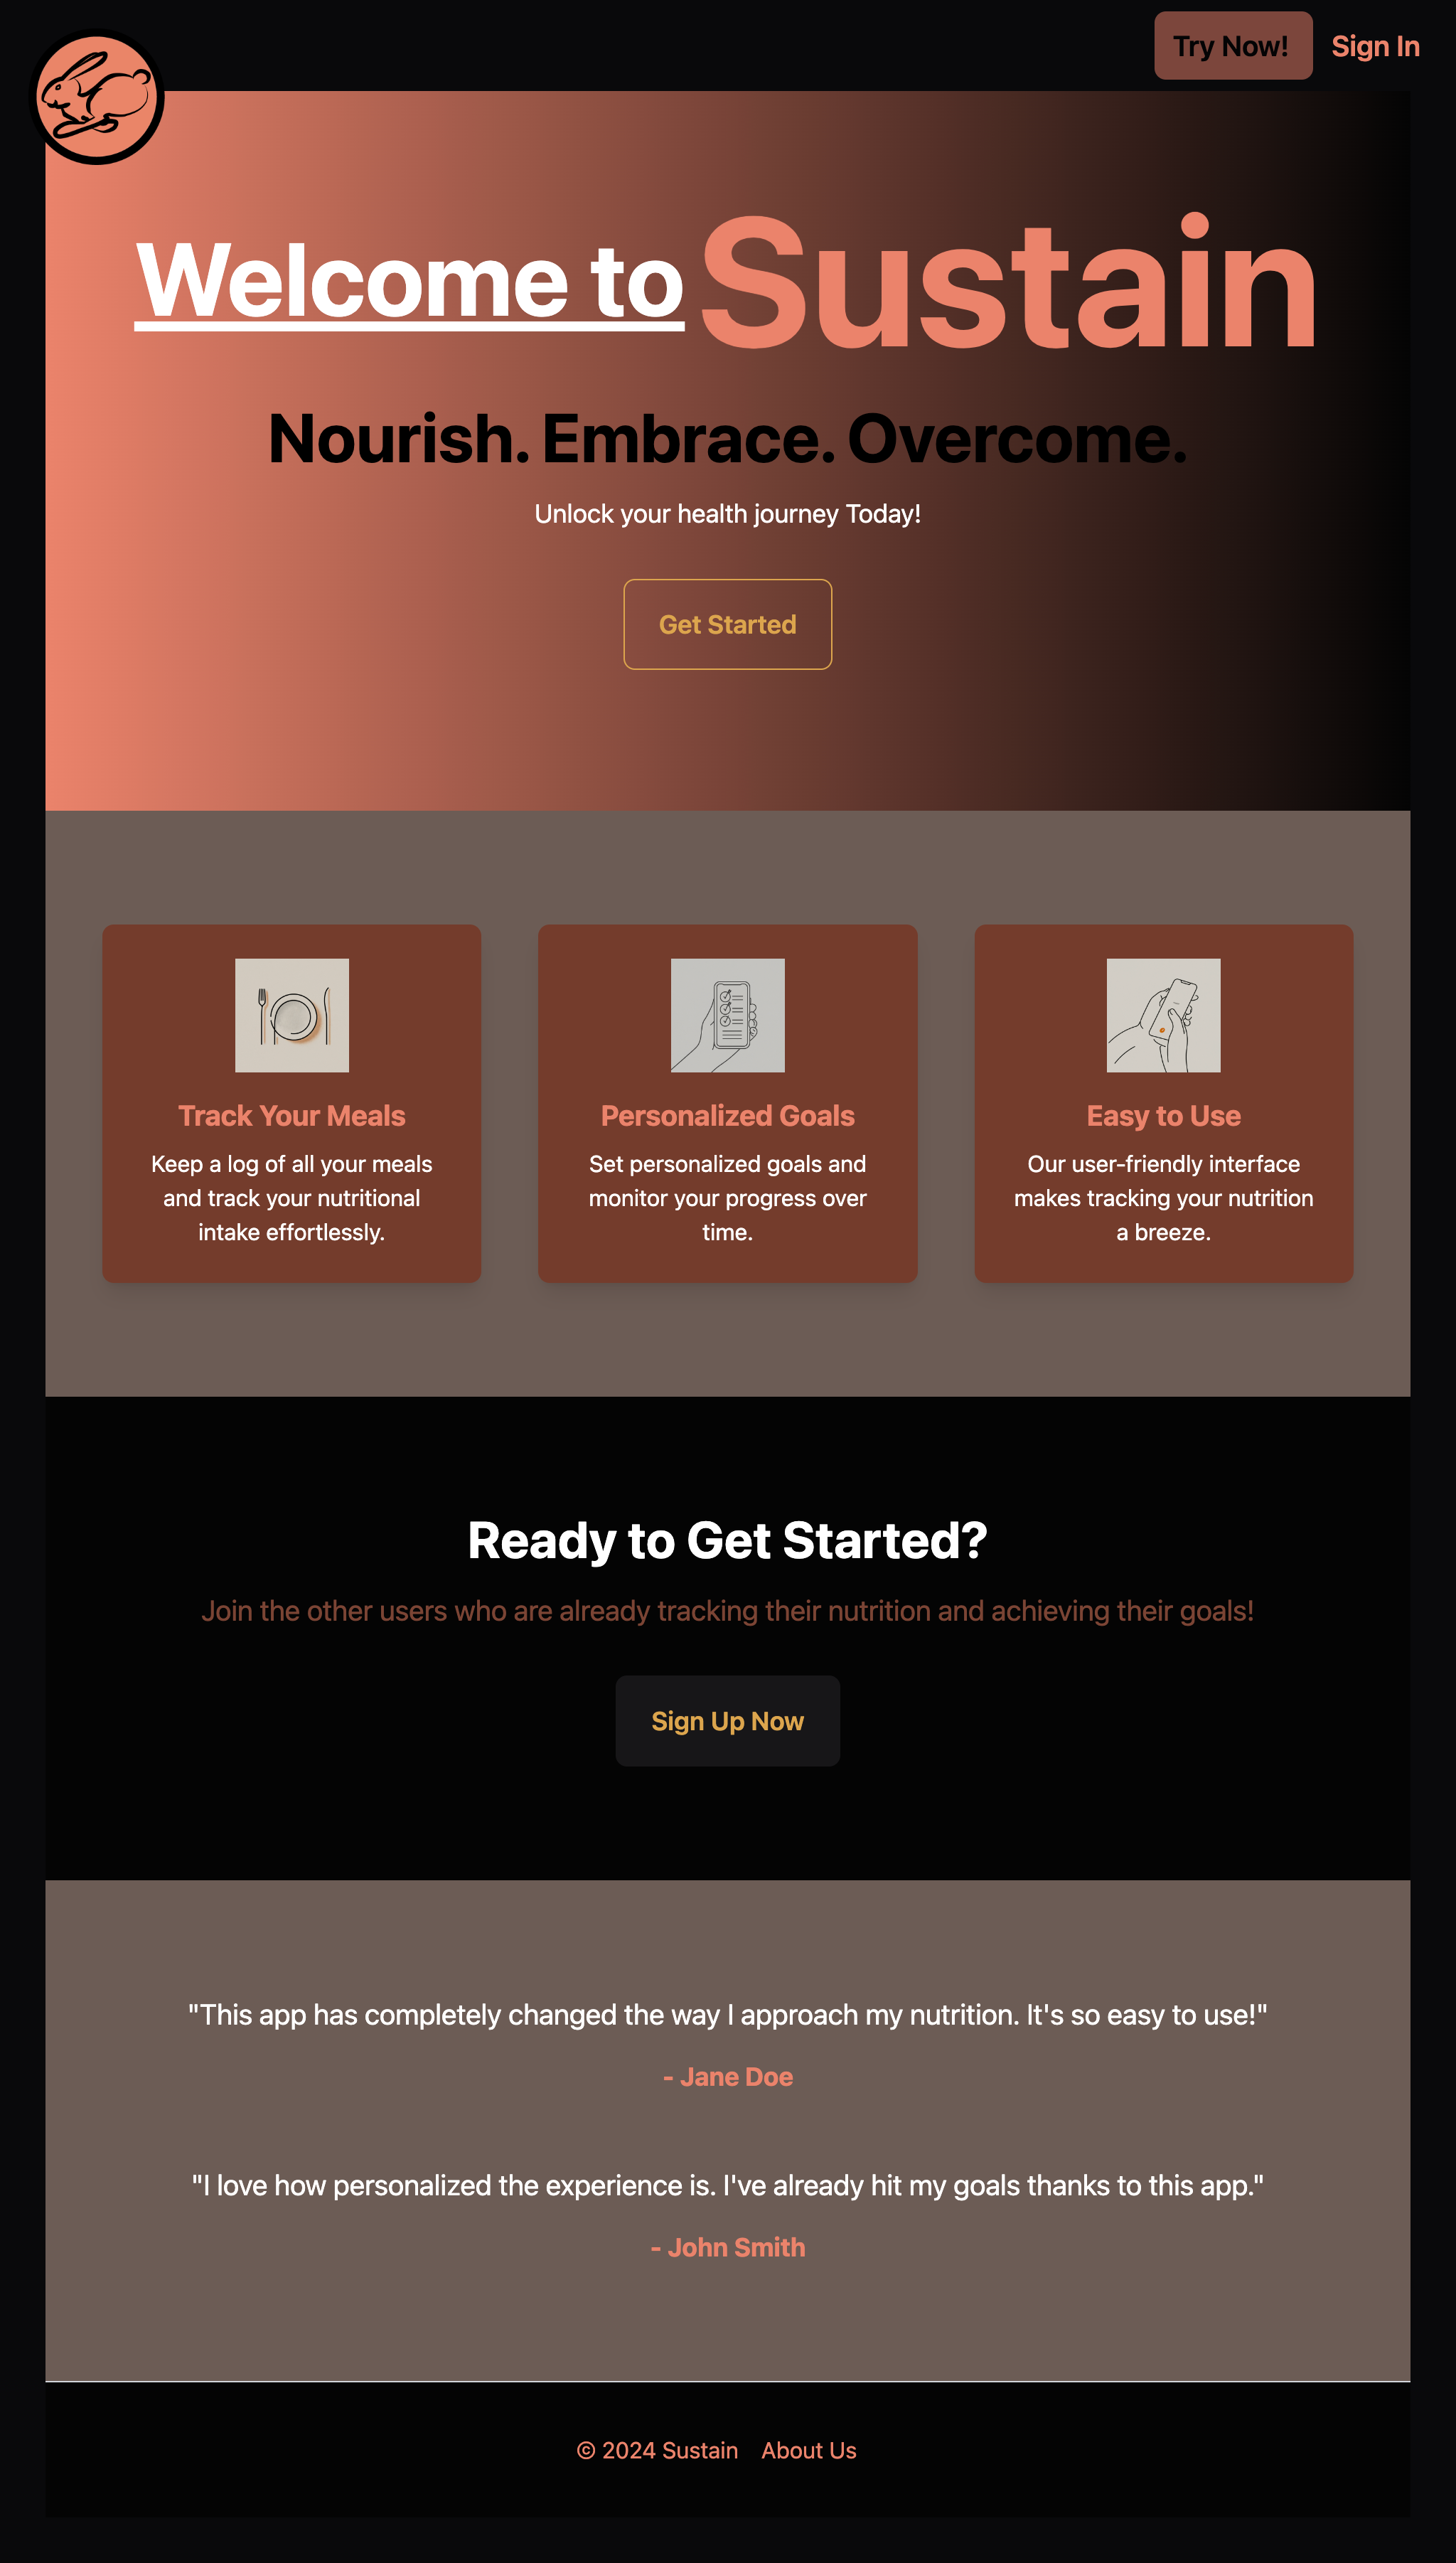 Try Now!
Sign In
Welcome to Sustain
Nourish. Embrace. Overcome.
Unlock your health journey Today!
Get Started
Track Your Meals
Keep a log of all your meals
and track your nutritional
intake effortlessly.
Personalized Goals
Set personalized goals and
monitor your progress over
time.
Easy to Use
Our user-friendly interface
makes tracking your nutrition
a breeze.
Ready to Get Started?
Join the other users who are already tracking their nutrition and achieving their goals!
Sign Up Now
"This app has completely changed the way I approach my nutrition. It's so easy to use!"
- Jane Doe
"I love how personalized the experience is. I've already hit my goals thanks to this app."
- John Smith
© 2024 Sustain About Us